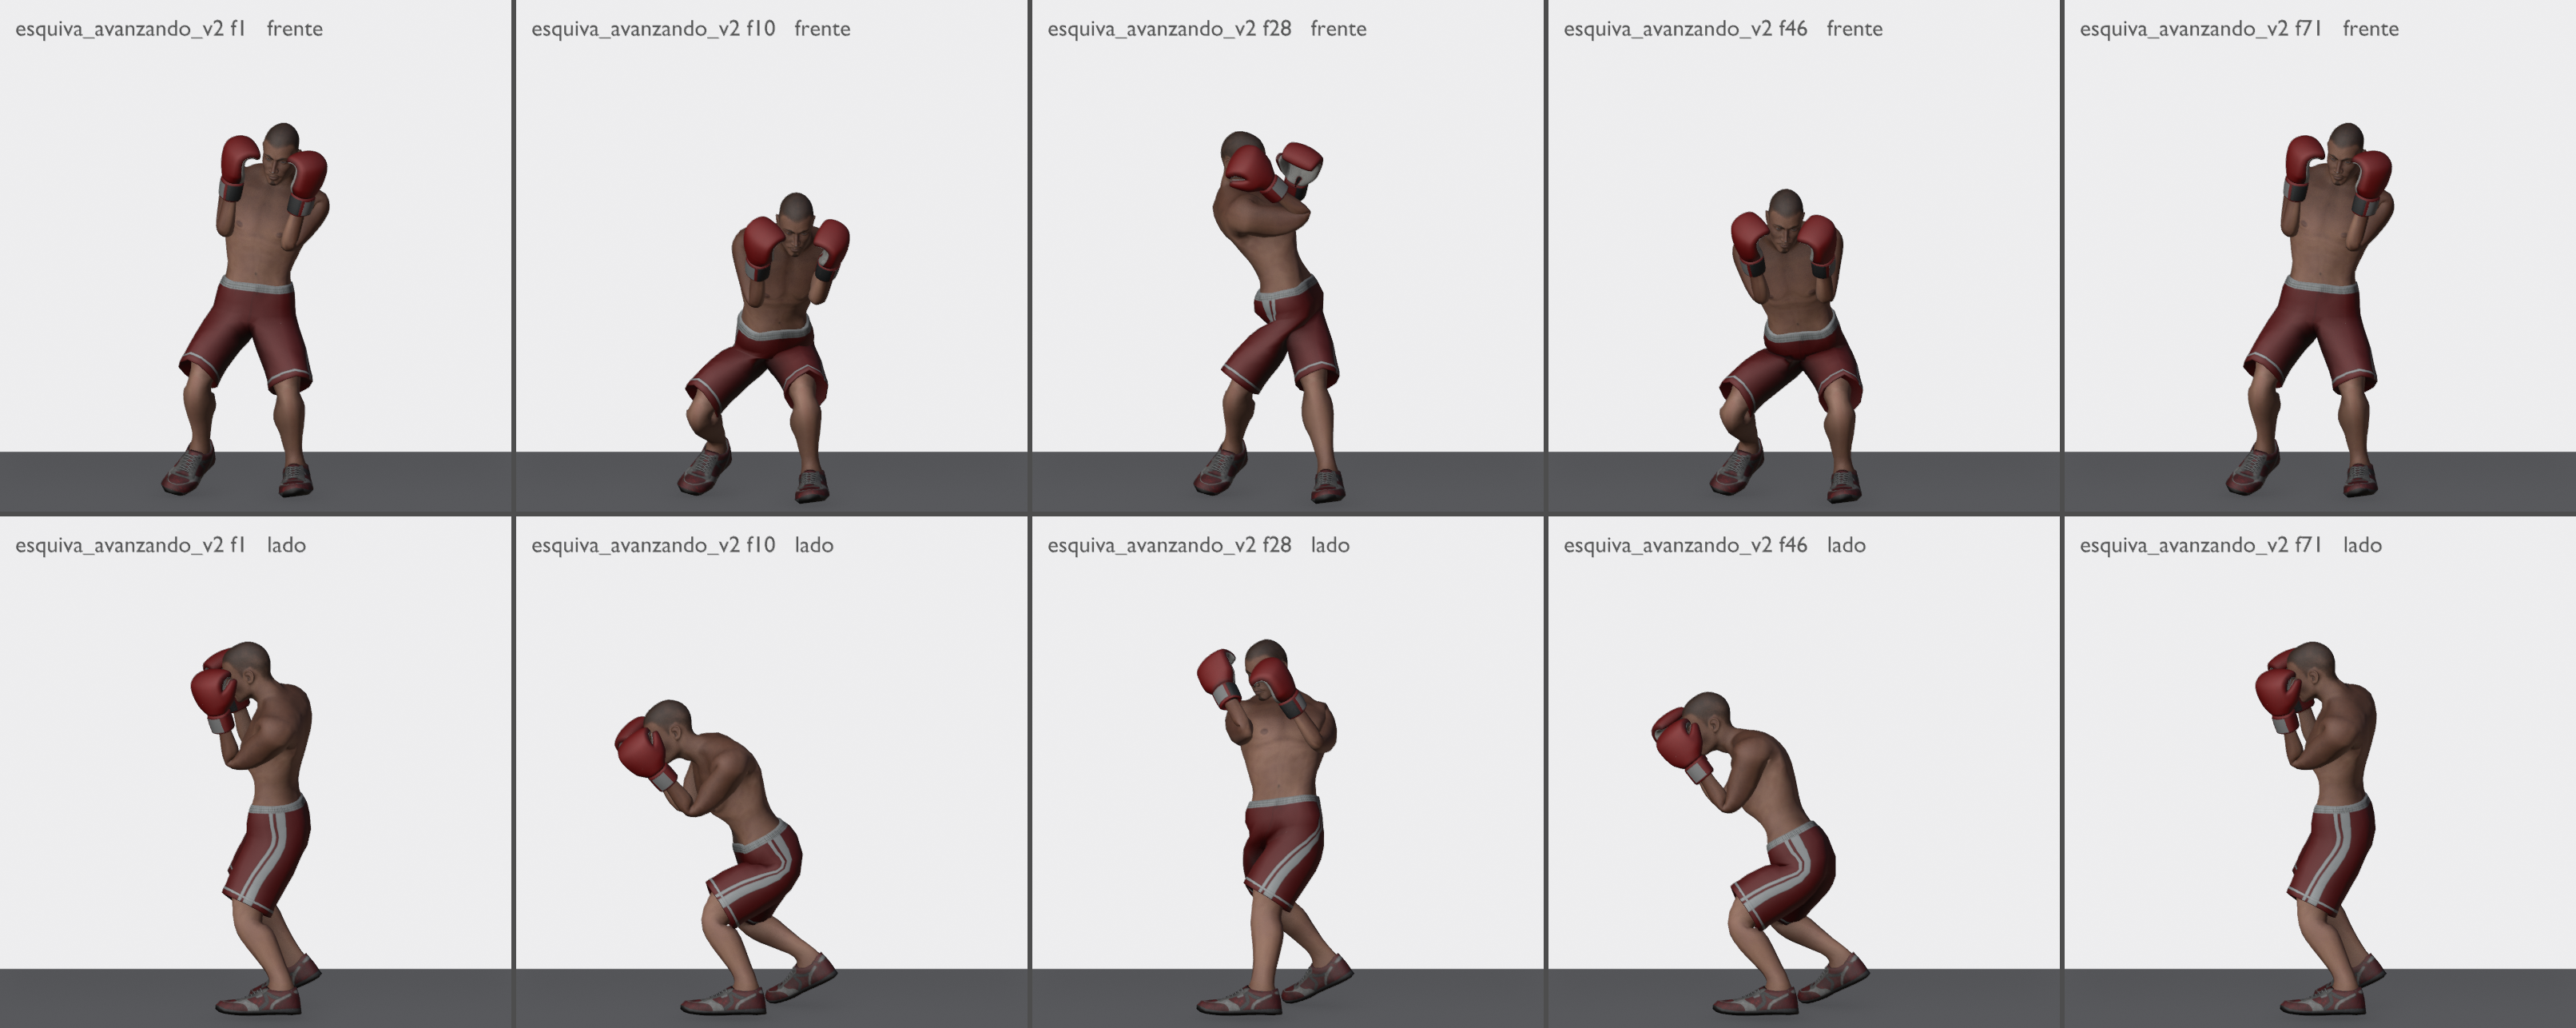 esquiva_avanzando_v2 f1 frente
esquiva_avanzando_v2 f10 frente
esquiva_avanzando_v2 f28 frente
esquiva_avanzando_v2 f46 frente
esquiva_avanzando_v2 f71 frente
esquiva_avanzando_v2 f1 lado
esquiva_avanzando_v2 f10 lado
esquiva_avanzando_v2 f28 lado
esquiva_avanzando_v2 f46 lado
esquiva_avanzando_v2 f71 lado